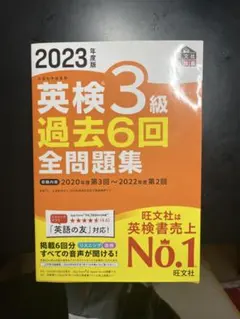 2023年度版
英検®3級
過去6回
全問題集
2020年度第3回～2022年度第2回
「英語の友」対応!
掲載6回分
すべての音声が聞ける!
旺文社は
英検書売上
No.1
旺文社